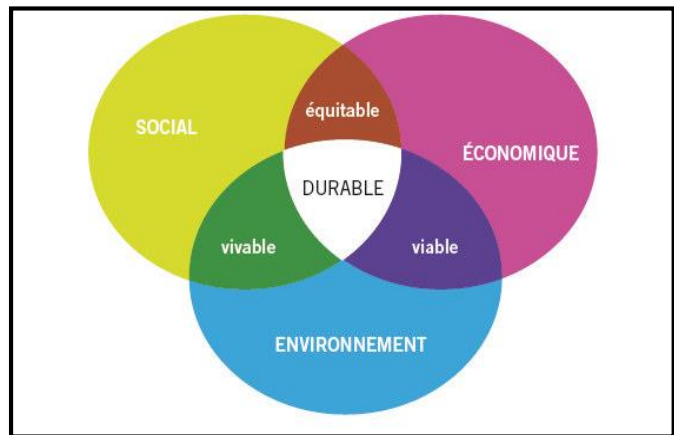 équitable
SOCIAL
ÉCONOMIQUE
DURABLE
vivable
viable
ENVIRONNEMENT